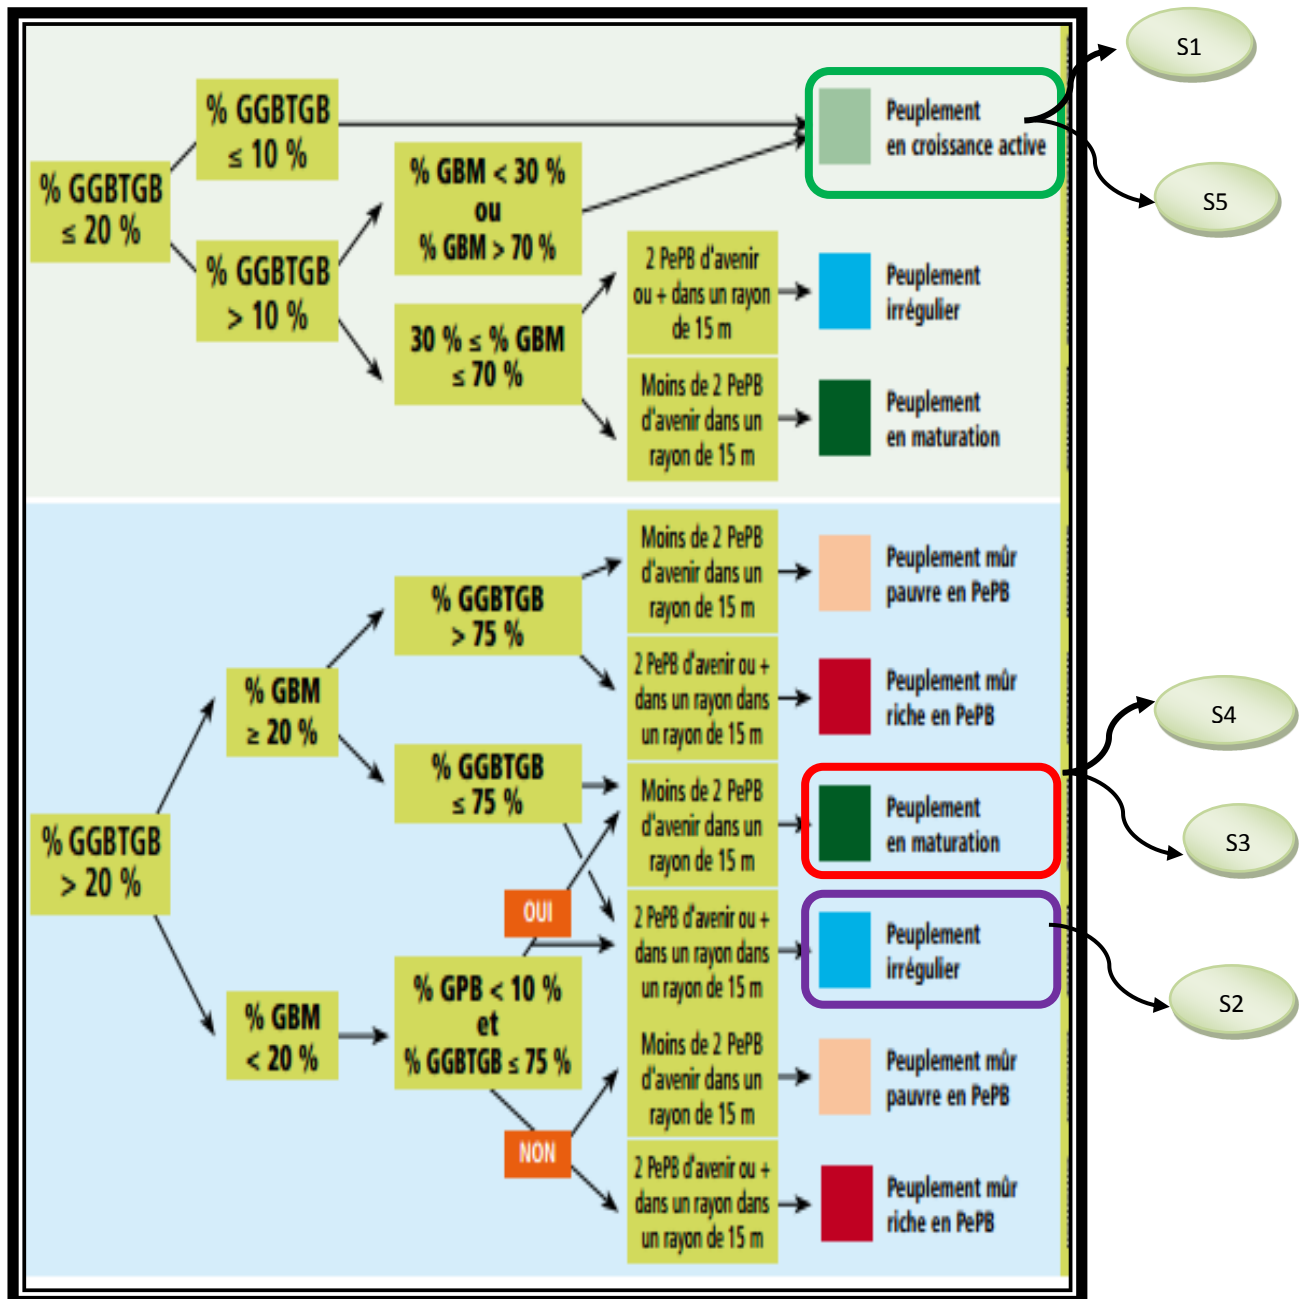 % GGBTGB
≤ 20 %
% GGBTGB
≤ 10 %
% GGBTGB
> 10 %
% GBM < 30 %
ou
% GBM > 70 %
30 % ≤ % GBM
≤ 70 %
2 PePB d'avenir
ou + dans un rayon
de 15 m
Moins de 2 PePB
d'avenir dans un
rayon de 15 m
Peuplement
en croissance active
Peuplement
irrégulier
Peuplement
en maturation
S1
S5
% GGBTGB
> 20 %
% GBM
≥ 20 %
% GBM
< 20 %
% GGBTGB
> 75 %
% GGBTGB
≤ 75 %
OUI
% GPB < 10 %
et
% GGBTGB ≤ 75 %
NON
Moins de 2 PePB
d'avenir dans un
rayon de 15 m
2 PePB d'avenir ou +
dans un rayon dans
un rayon de 15 m
Moins de 2 PePB
d'avenir dans un
rayon de 15 m
2 PePB d'avenir ou +
dans un rayon dans
un rayon de 15 m
Moins de 2 PePB
d'avenir dans un
rayon de 15 m
2 PePB d'avenir ou +
dans un rayon dans
un rayon de 15 m
Peuplement mûr
pauvre en PePB
Peuplement mûr
riche en PePB
Peuplement
en maturation
Peuplement
irrégulier
Peuplement mûr
pauvre en PePB
Peuplement mûr
riche en PePB
S4
S3
S2